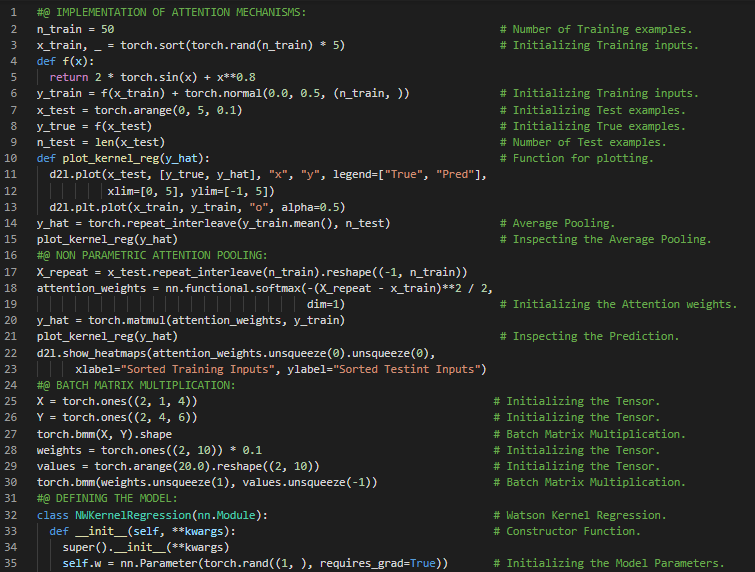 1 #@ IMPLEMENTATION OF ATTENTION MECHANISMS:
2 n_train = 50 # Number of Training examples.
3 x_train, _ = torch.sort(torch.rand(n_train) * 5) # Initializing Training inputs.
4 def f(x):
5 return 2 * torch.sin(x) + x**0.8
6 y_train = f(x_train) + torch.normal(0.0, 0.5, (n_train, )) # Initializing Training inputs.
7 x_test = torch.arange(0, 5, 0.1) # Initializing Test examples.
8 y_true = f(x_test) # Initializing True examples.
9 n_test = len(x_test) # Number of Test examples.
10 def plot_kernel_reg(y_hat): # Function for plotting.
11 d2l.plot(x_test, [y_true, y_hat], "x", "y", legend=["True", "Pred"],
12 xlim=[0, 5], ylim=[-1, 5])
13 d2l.plt.plot(x_train, y_train, "o", alpha=0.5)
14 y_hat = torch.repeat_interleave(y_train.mean(), n_test) # Average Pooling.
15 plot_kernel_reg(y_hat) # Inspecting the Average Pooling.
16 #@ NON PARAMETRIC ATTENTION POOLING:
17 X_repeat = x_test.repeat_interleave(n_train).reshape((-1, n_train))
18 attention_weights = nn.functional.softmax(-(X_repeat - x_train)**2 / 2,
19 dim=1) # Initializing the Attention weights.
20 y_hat = torch.matmul(attention_weights, y_train)
21 plot_kernel_reg(y_hat) # Inspecting the Prediction.
22 d2l.show_heatmaps(attention_weights.unsqueeze(0).unsqueeze(0),
23 xlabel="Sorted Training Inputs", ylabel="Sorted Testint Inputs")
24 #@ BATCH MATRIX MULTIPLICATION:
25 X = torch.ones((2, 1, 4)) # Initializing the Tensor.
26 Y = torch.ones((2, 4, 6)) # Initializing the Tensor.
27 torch.bmm(X, Y).shape # Batch Matrix Multiplication.
28 weights = torch.ones((2, 10)) * 0.1 # Initializing the Tensor.
29 values = torch.arange(20.0).reshape((2, 10)) # Initializing the Tensor.
30 torch.bmm(weights.unsqueeze(1), values.unsqueeze(-1)) # Batch Matrix Multiplication.
31 #@ DEFINING THE MODEL:
32 class NWKernelRegression(nn.Module): # Watson Kernel Regression.
33 def __init__(self, **kwargs): # Constructor Function.
34 super().__init__(**kwargs)
35 self.w = nn.Parameter(torch.rand((1, ), requires_grad=True)) # Initializing the Model Parameters.